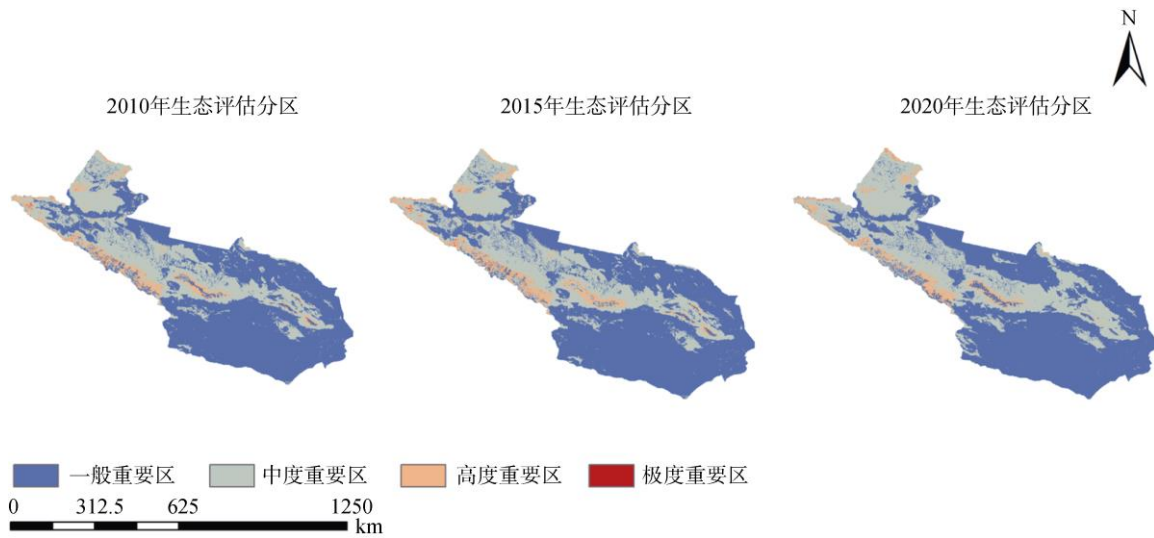 N
2010年生态评估分区
2015年生态评估分区
2020年生态评估分区
一般重要区
中度重要区
高度重要区
极度重要区
0 312.5 625 1250
km